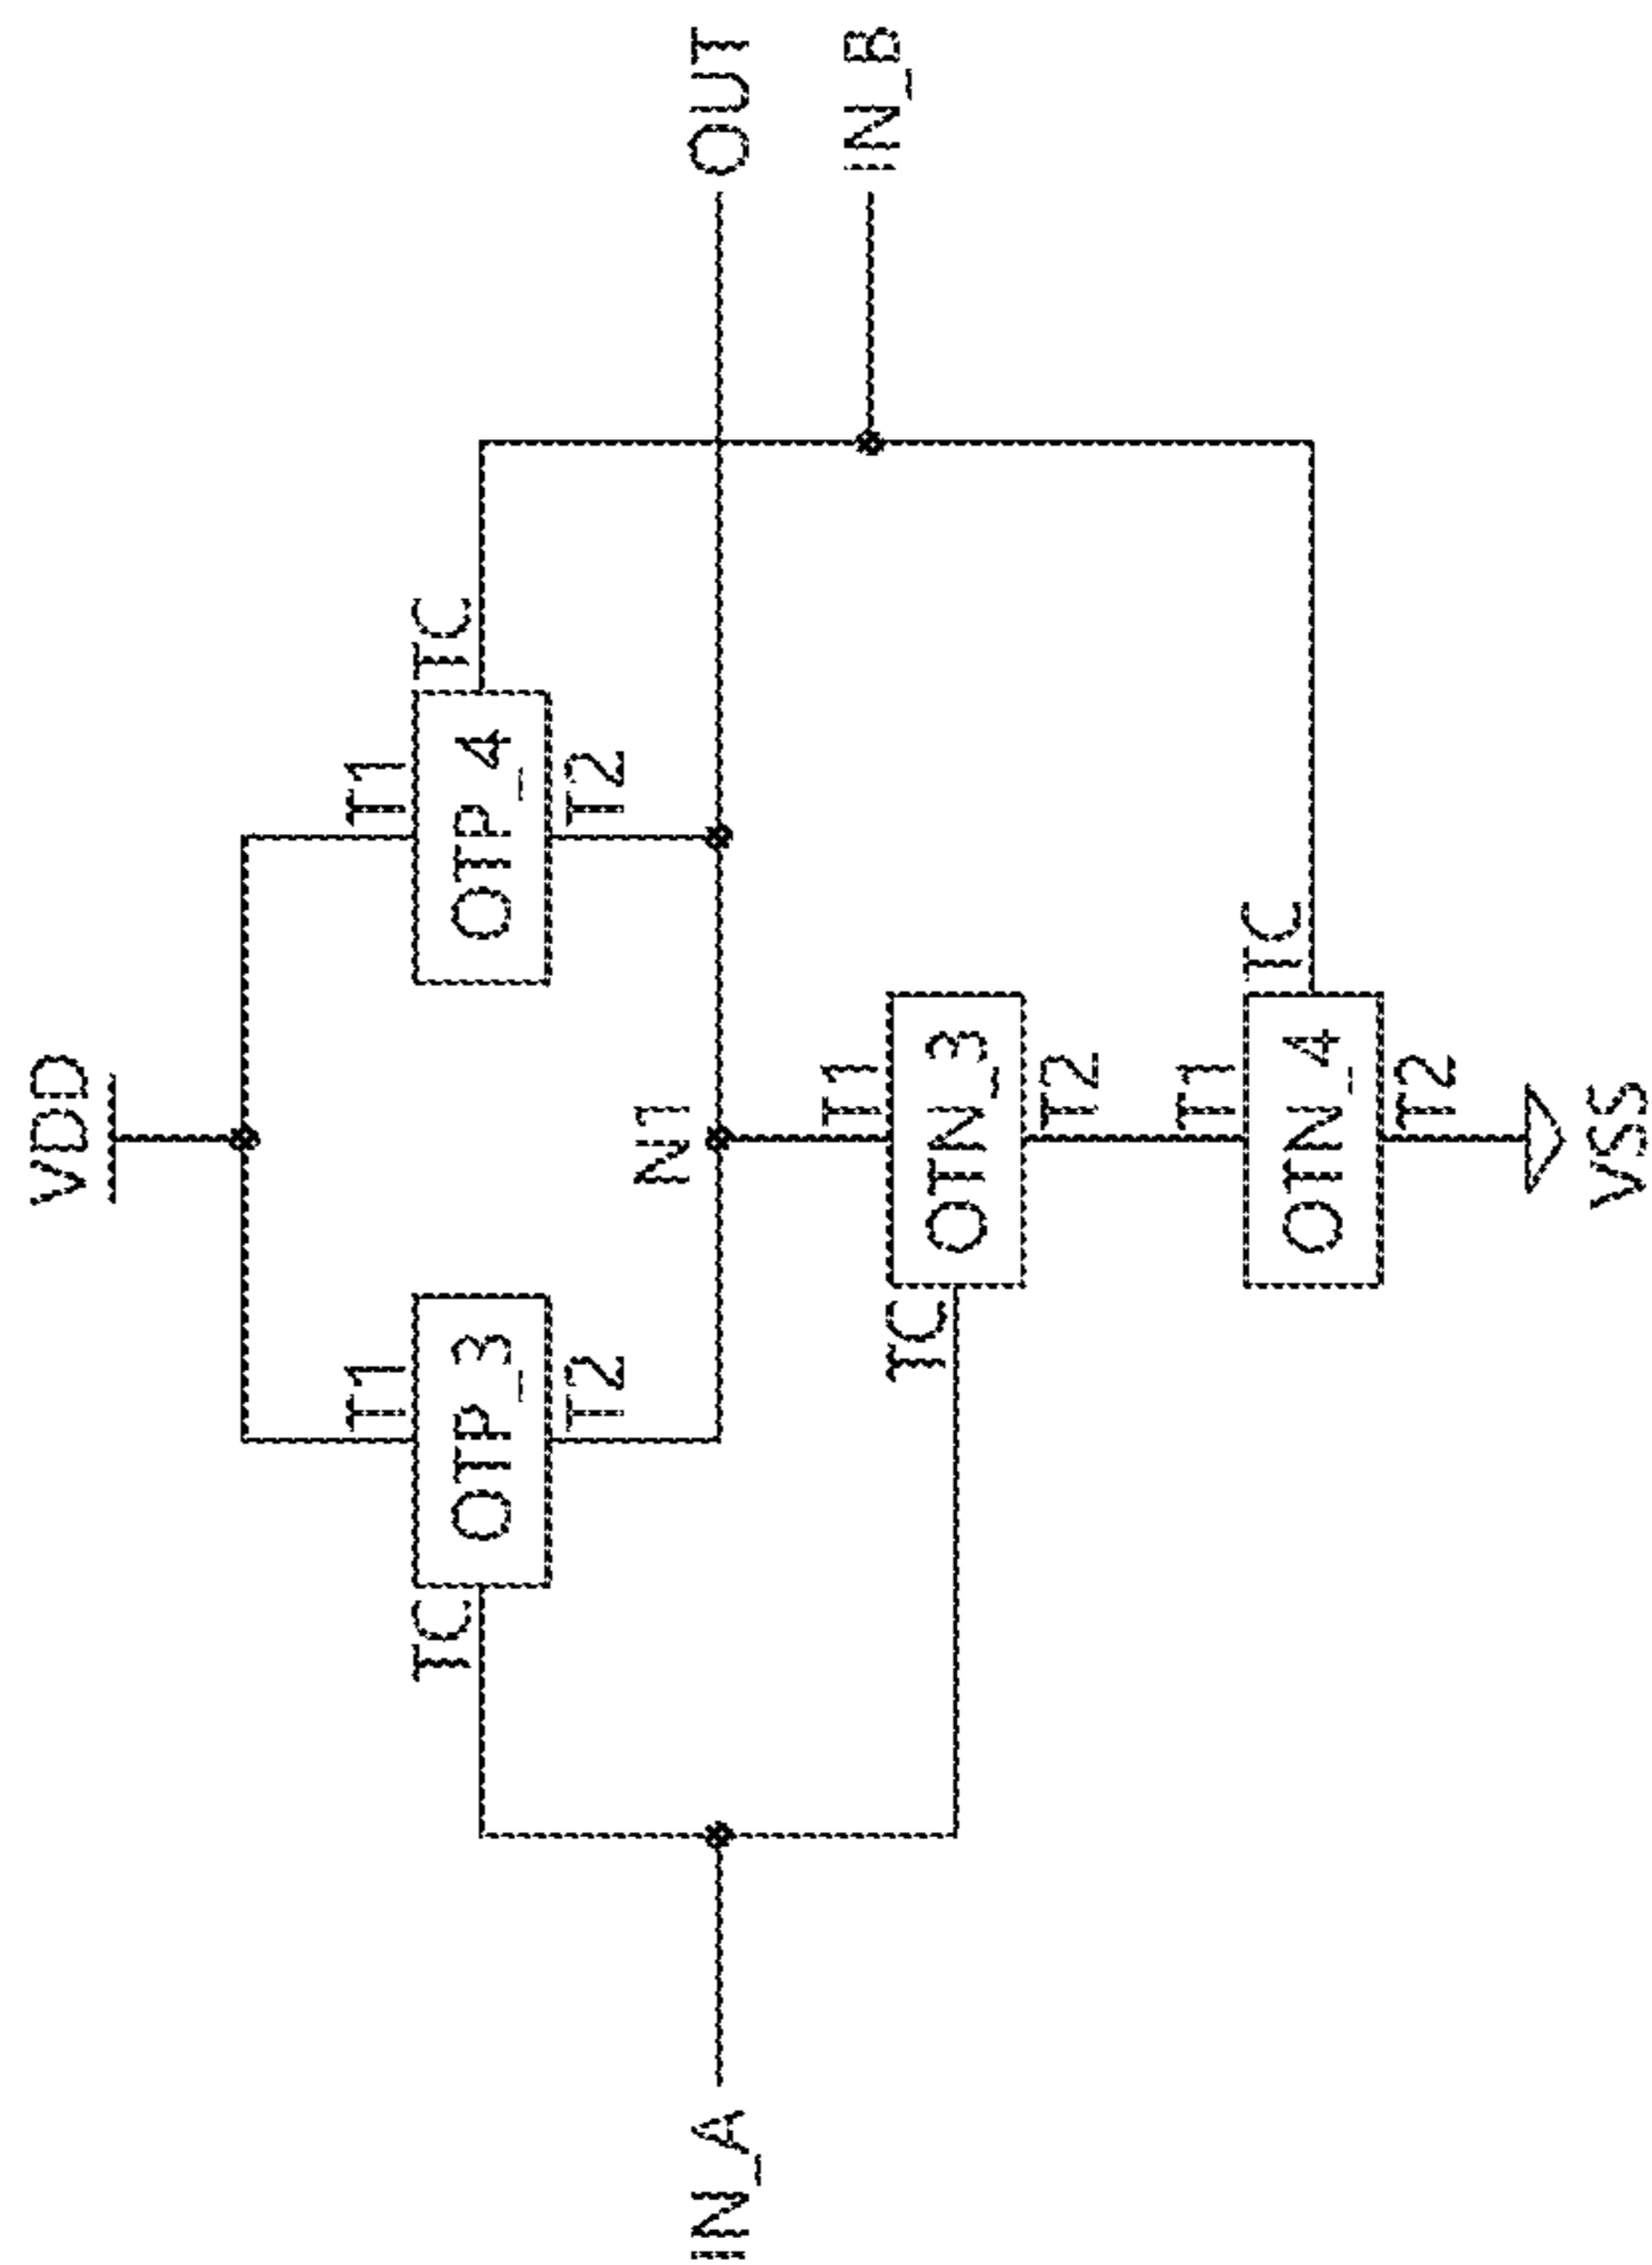 VDD
T1
T1
TC
OTP_3
OTP_4
TC
T2
T2
N1
IN_A
OUT
T1
IN_B
TC
OTN_3
T2
T1
OTN_4
TC
T2
VSS